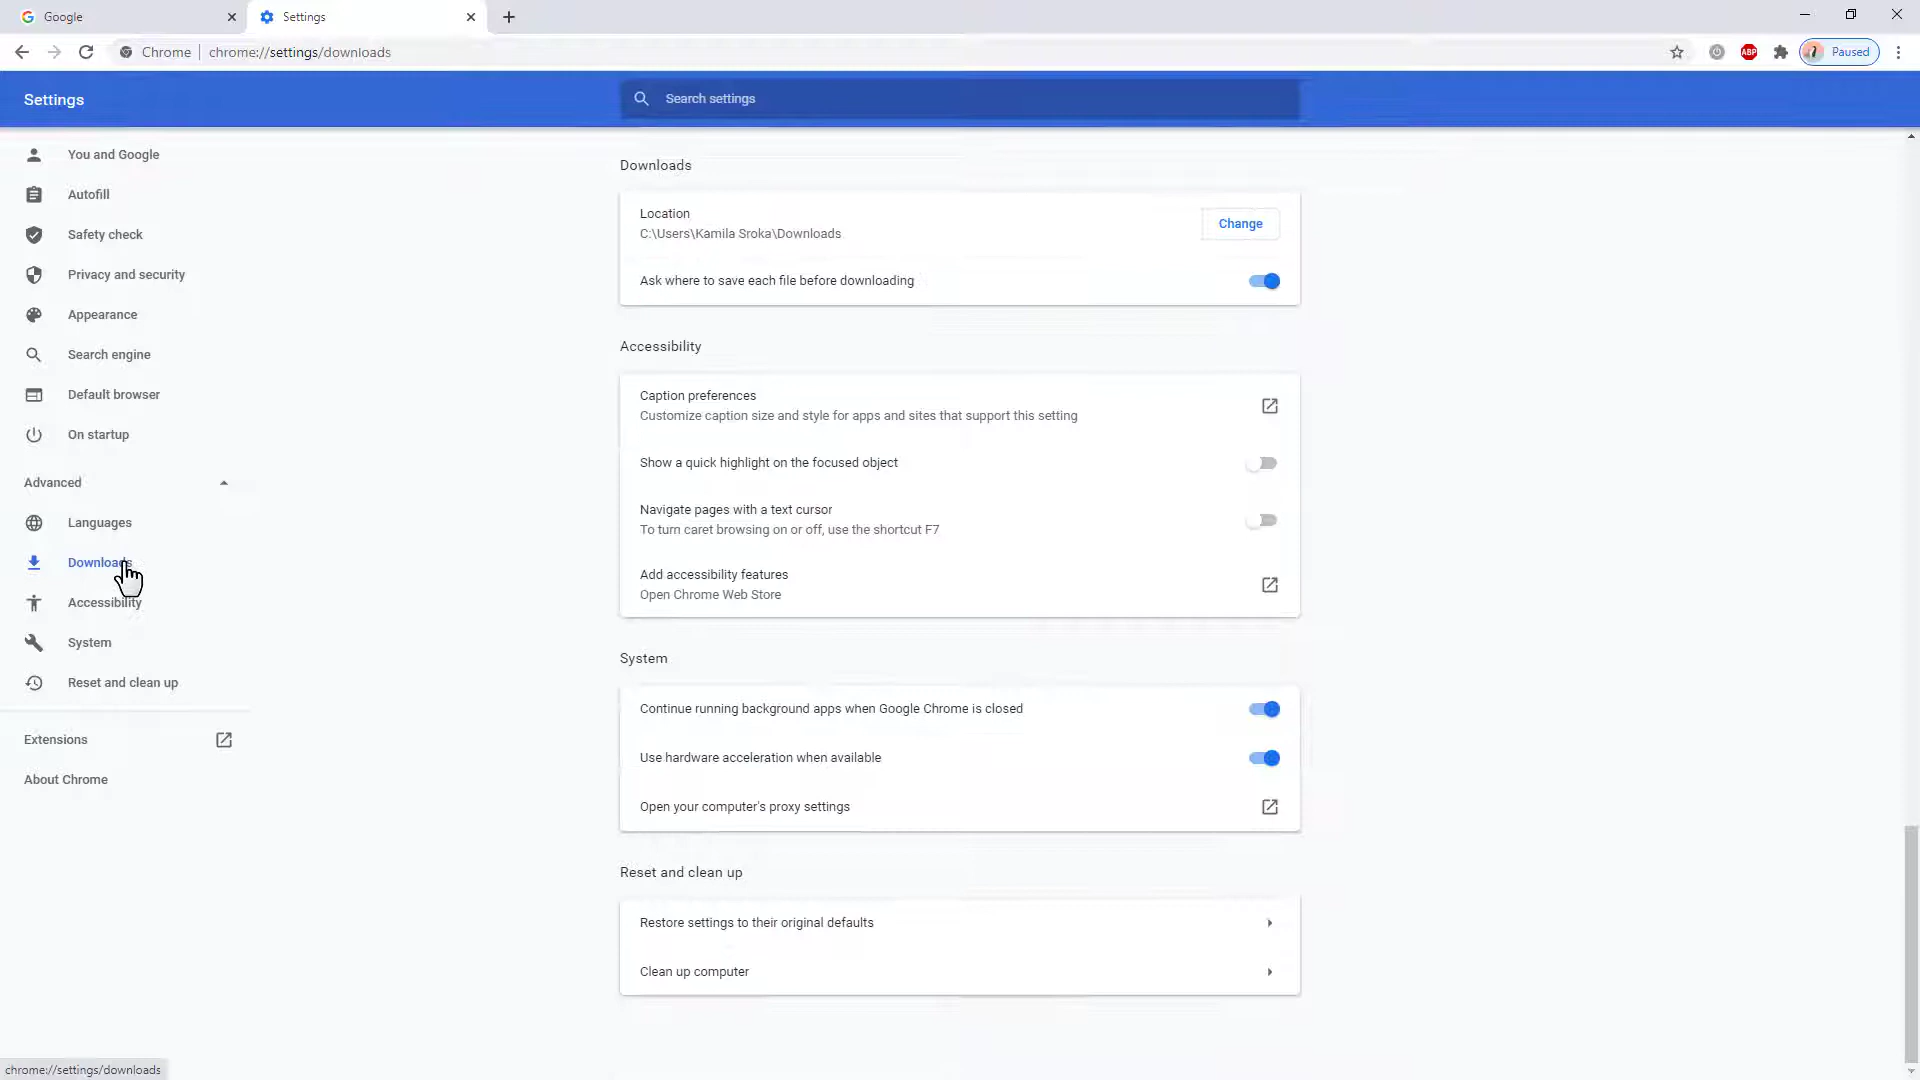 Google
Settings
Chrome
chrome://settings/downloads
ABP
Paused
Settings
Search settings
You and Google
Autofill
Safety check
Privacy and security
Appearance
Search engine
Default browser
On startup
Advanced
Languages
Downloads
Accessibility
System
Reset and clean up
Extensions
About Chrome
Downloads
Location
C:\Users\Kamila Sroka\Downloads
Change
Ask where to save each file before downloading
Accessibility
Caption preferences
Customize caption size and style for apps and sites that support this setting
Show a quick highlight on the focused object
Navigate pages with a text cursor
To turn caret browsing on or off, use the shortcut F7
Add accessibility features
Open Chrome Web Store
System
Continue running background apps when Google Chrome is closed
Use hardware acceleration when available
Open your computer's proxy settings
Reset and clean up
Restore settings to their original defaults
Clean up computer
chrome://settings/downloads